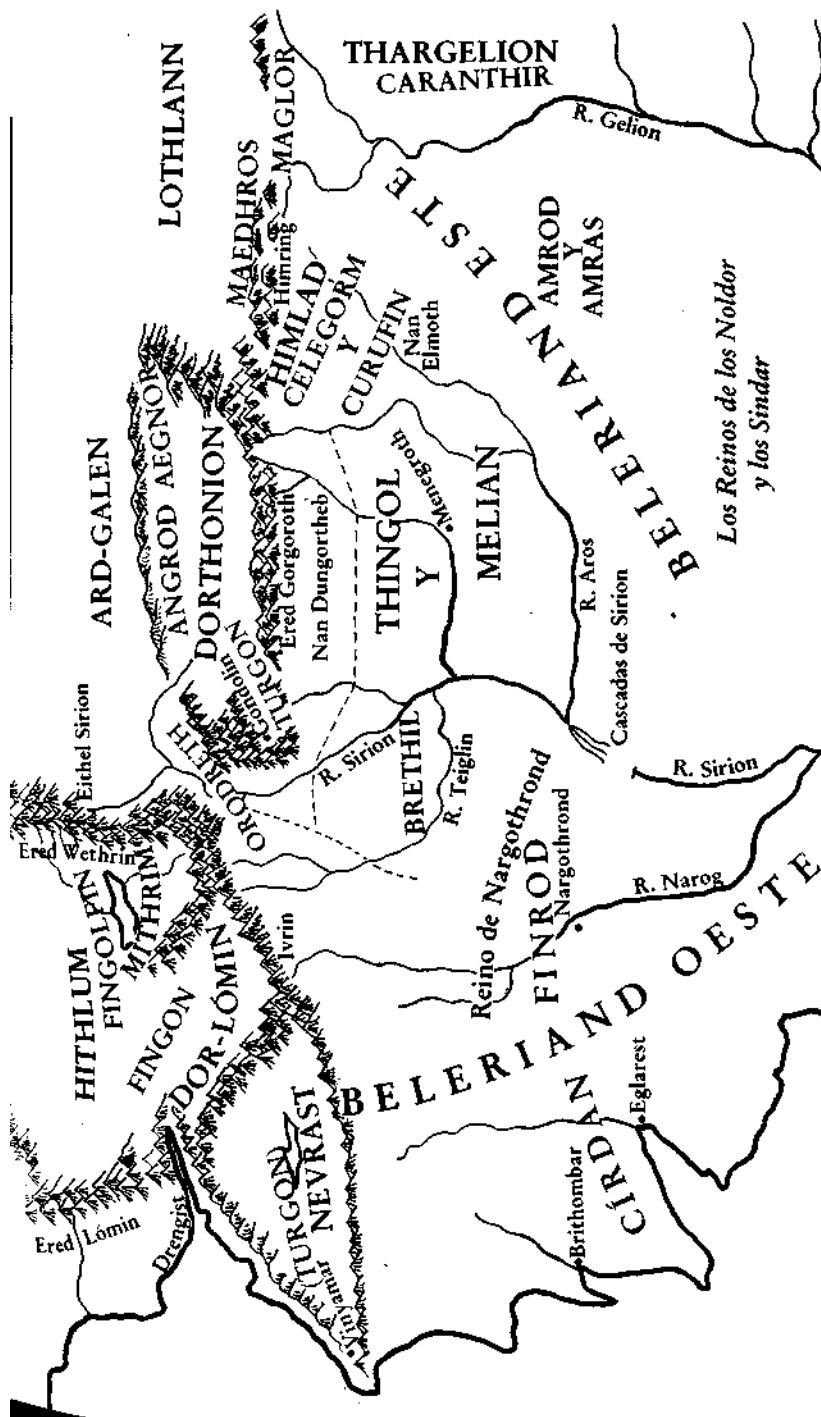 LOTHLANN
ARD-GALEN
Eithel Sirion
Ered Wethrin
HITHLUM
FINGOLFIN
MITHRIM
FINGON
DOR-LÓMIN
Ered Lómin
Drengist
MAEDHROS
Himring
MAGLOR
ANGROD AEGNOR
DORTHONION
THARGELION
CARANTHIR
HIMLAD
CELEGORM
Y
CURUFIN
Nan
Elmoth
ORODRETH
Gondolin
TURGON
Ered Gorgoroth
Nan Dungortheb
Ivrin
(TURGON)
NEVRAST
Vinyamar
R. Gelion
THINGOL
Y
MELIAN
Menegroth
R. Sirion
BRETHIL
R. Teiglin
R. Aros
Cascadas de Sirion
BELERIAND ESTE
AMROD
Y
AMRAS
Reino de Nargothrond
FINROD
Nargothrond
R. Sirion
R. Narog
BELERIAND OESTE
Brithombar
CÍRDAN
Eglarest
Los Reinos de los Noldor
y los Sindar